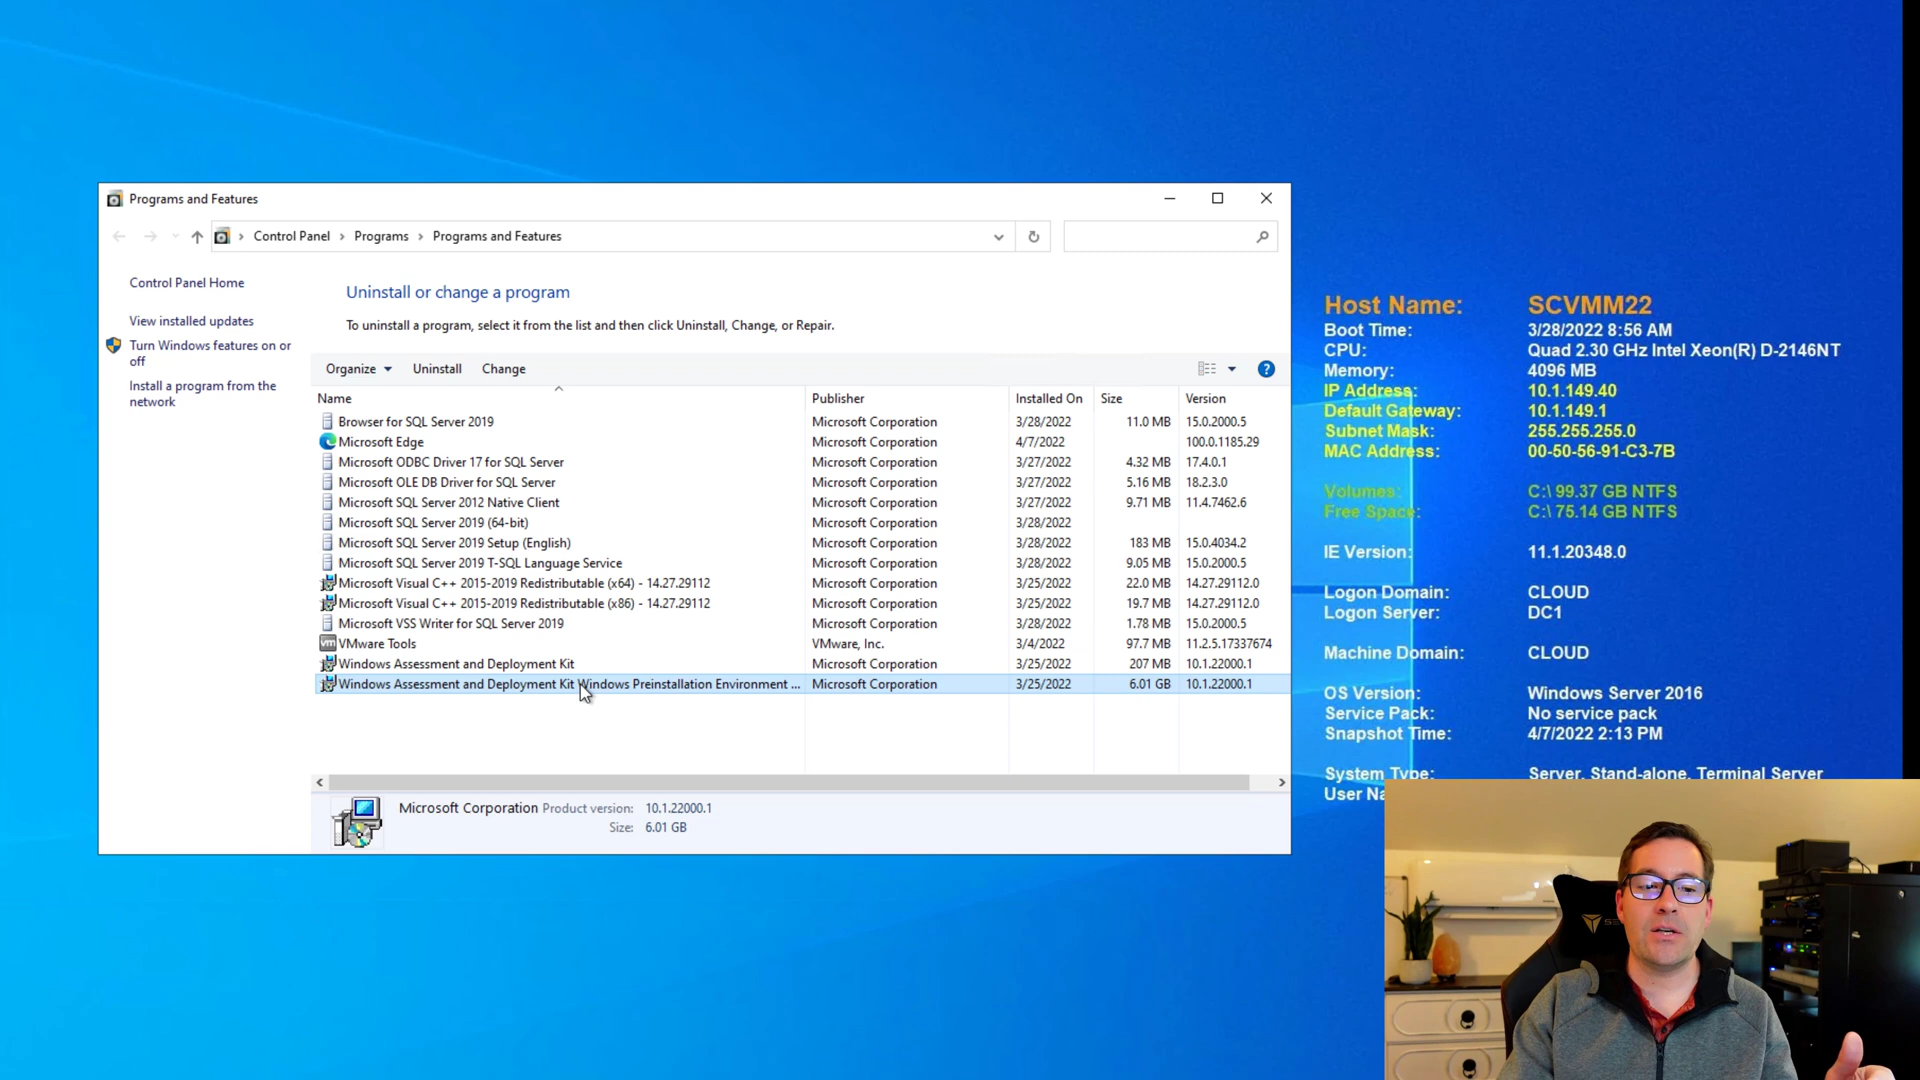 Programs and Features
Control Panel > Programs > Programs and Features
Control Panel Home
View installed updates
Turn Windows features on or
off
Install a program from the
network
Uninstall or change a program
To uninstall a program, select it from the list and then click Uninstall, Change, or Repair.
Organize Uninstall Change
Name Publisher Installed On Size Version
Browser for SQL Server 2019 Microsoft Corporation 3/28/2022 11.0 MB 15.0.2000.5
Microsoft Edge Microsoft Corporation 4/7/2022 100.0.1185.29
Microsoft ODBC Driver 17 for SQL Server Microsoft Corporation 3/27/2022 4.32 MB 17.4.0.1
Microsoft OLE DB Driver for SQL Server Microsoft Corporation 3/27/2022 5.16 MB 18.2.3.0
Microsoft SQL Server 2012 Native Client Microsoft Corporation 3/27/2022 9.71 MB 11.4.7462.6
Microsoft SQL Server 2019 (64-bit) Microsoft Corporation 3/28/2022
Microsoft SQL Server 2019 Setup (English) Microsoft Corporation 3/28/2022 183 MB 15.0.4034.2
Microsoft SQL Server 2019 T-SQL Language Service Microsoft Corporation 3/28/2022 9.05 MB 15.0.2000.5
Microsoft Visual C++ 2015-2019 Redistributable (x64) - 14.27.29112 Microsoft Corporation 3/25/2022 22.0 MB 14.27.29112.0
Microsoft Visual C++ 2015-2019 Redistributable (x86) - 14.27.29112 Microsoft Corporation 3/25/2022 19.7 MB 14.27.29112.0
Microsoft VSS Writer for SQL Server 2019 Microsoft Corporation 3/28/2022 1.78 MB 15.0.2000.5
VMware Tools VMware, Inc. 3/4/2022 97.7 MB 11.2.5.17337674
Windows Assessment and Deployment Kit Microsoft Corporation 3/25/2022 207 MB 10.1.22000.1
Windows Assessment and Deployment Kit Windows Preinstallation Environment ... Microsoft Corporation 3/25/2022 6.01 GB 10.1.22000.1
Microsoft Corporation Product version: 10.1.22000.1
Size: 6.01 GB
Host Name: SCVMM22
Boot Time: 3/28/2022 8:56 AM
CPU: Quad 2.30 GHz Intel Xeon(R) D-2146NT
Memory: 4096 MB
IP Address: 10.1.149.40
Default Gateway: 10.1.149.1
Subnet Mask: 255.255.255.0
MAC Address: 00-50-56-91-C3-7B
Volumes: C:\ 99.37 GB NTFS
Free Space: C:\ 75.14 GB NTFS
IE Version: 11.1.20348.0
Logon Domain: CLOUD
Logon Server: DC1
Machine Domain: CLOUD
OS Version: Windows Server 2016
Service Pack: No service pack
Snapshot Time: 4/7/2022 2:13 PM
System Type: Server, Stand-alone, Terminal Server
User Na